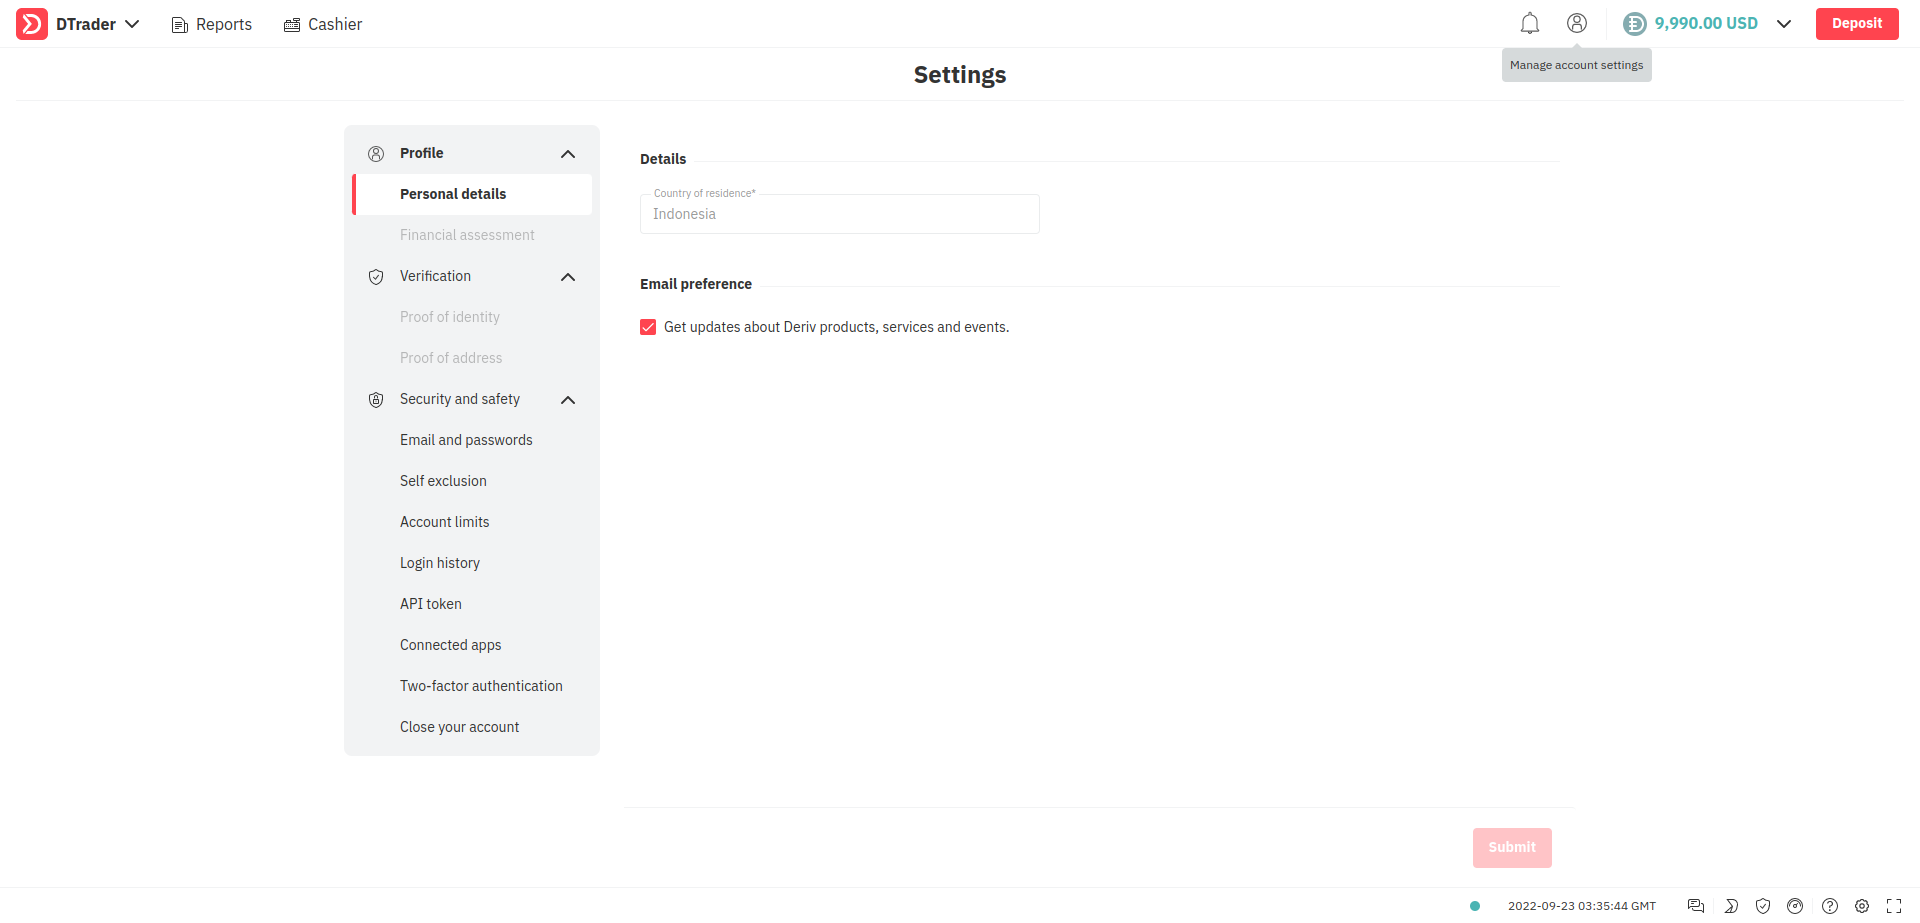 DTrader
Reports
Cashier
9,990.00 USD
Deposit
Manage account settings
Settings
Profile
Personal details
Financial assessment
Verification
Proof of identity
Proof of address
Security and safety
Email and passwords
Self exclusion
Account limits
Login history
API token
Connected apps
Two-factor authentication
Close your account
Details
Country of residence*
Indonesia
Email preference
Get updates about Deriv products, services and events.
Submit
2022-09-23 03:35:44 GMT